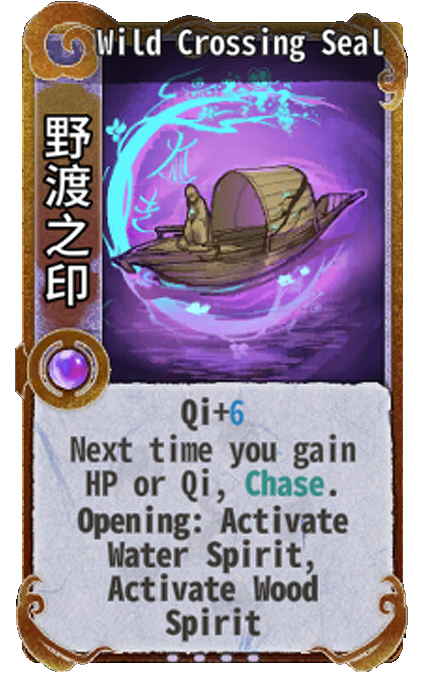 Wild Crossing Seal
野渡之印
Qi+6
Next time you gain
HP or Qi, Chase.
Opening: Activate
Water Spirit,
Activate Wood
Spirit